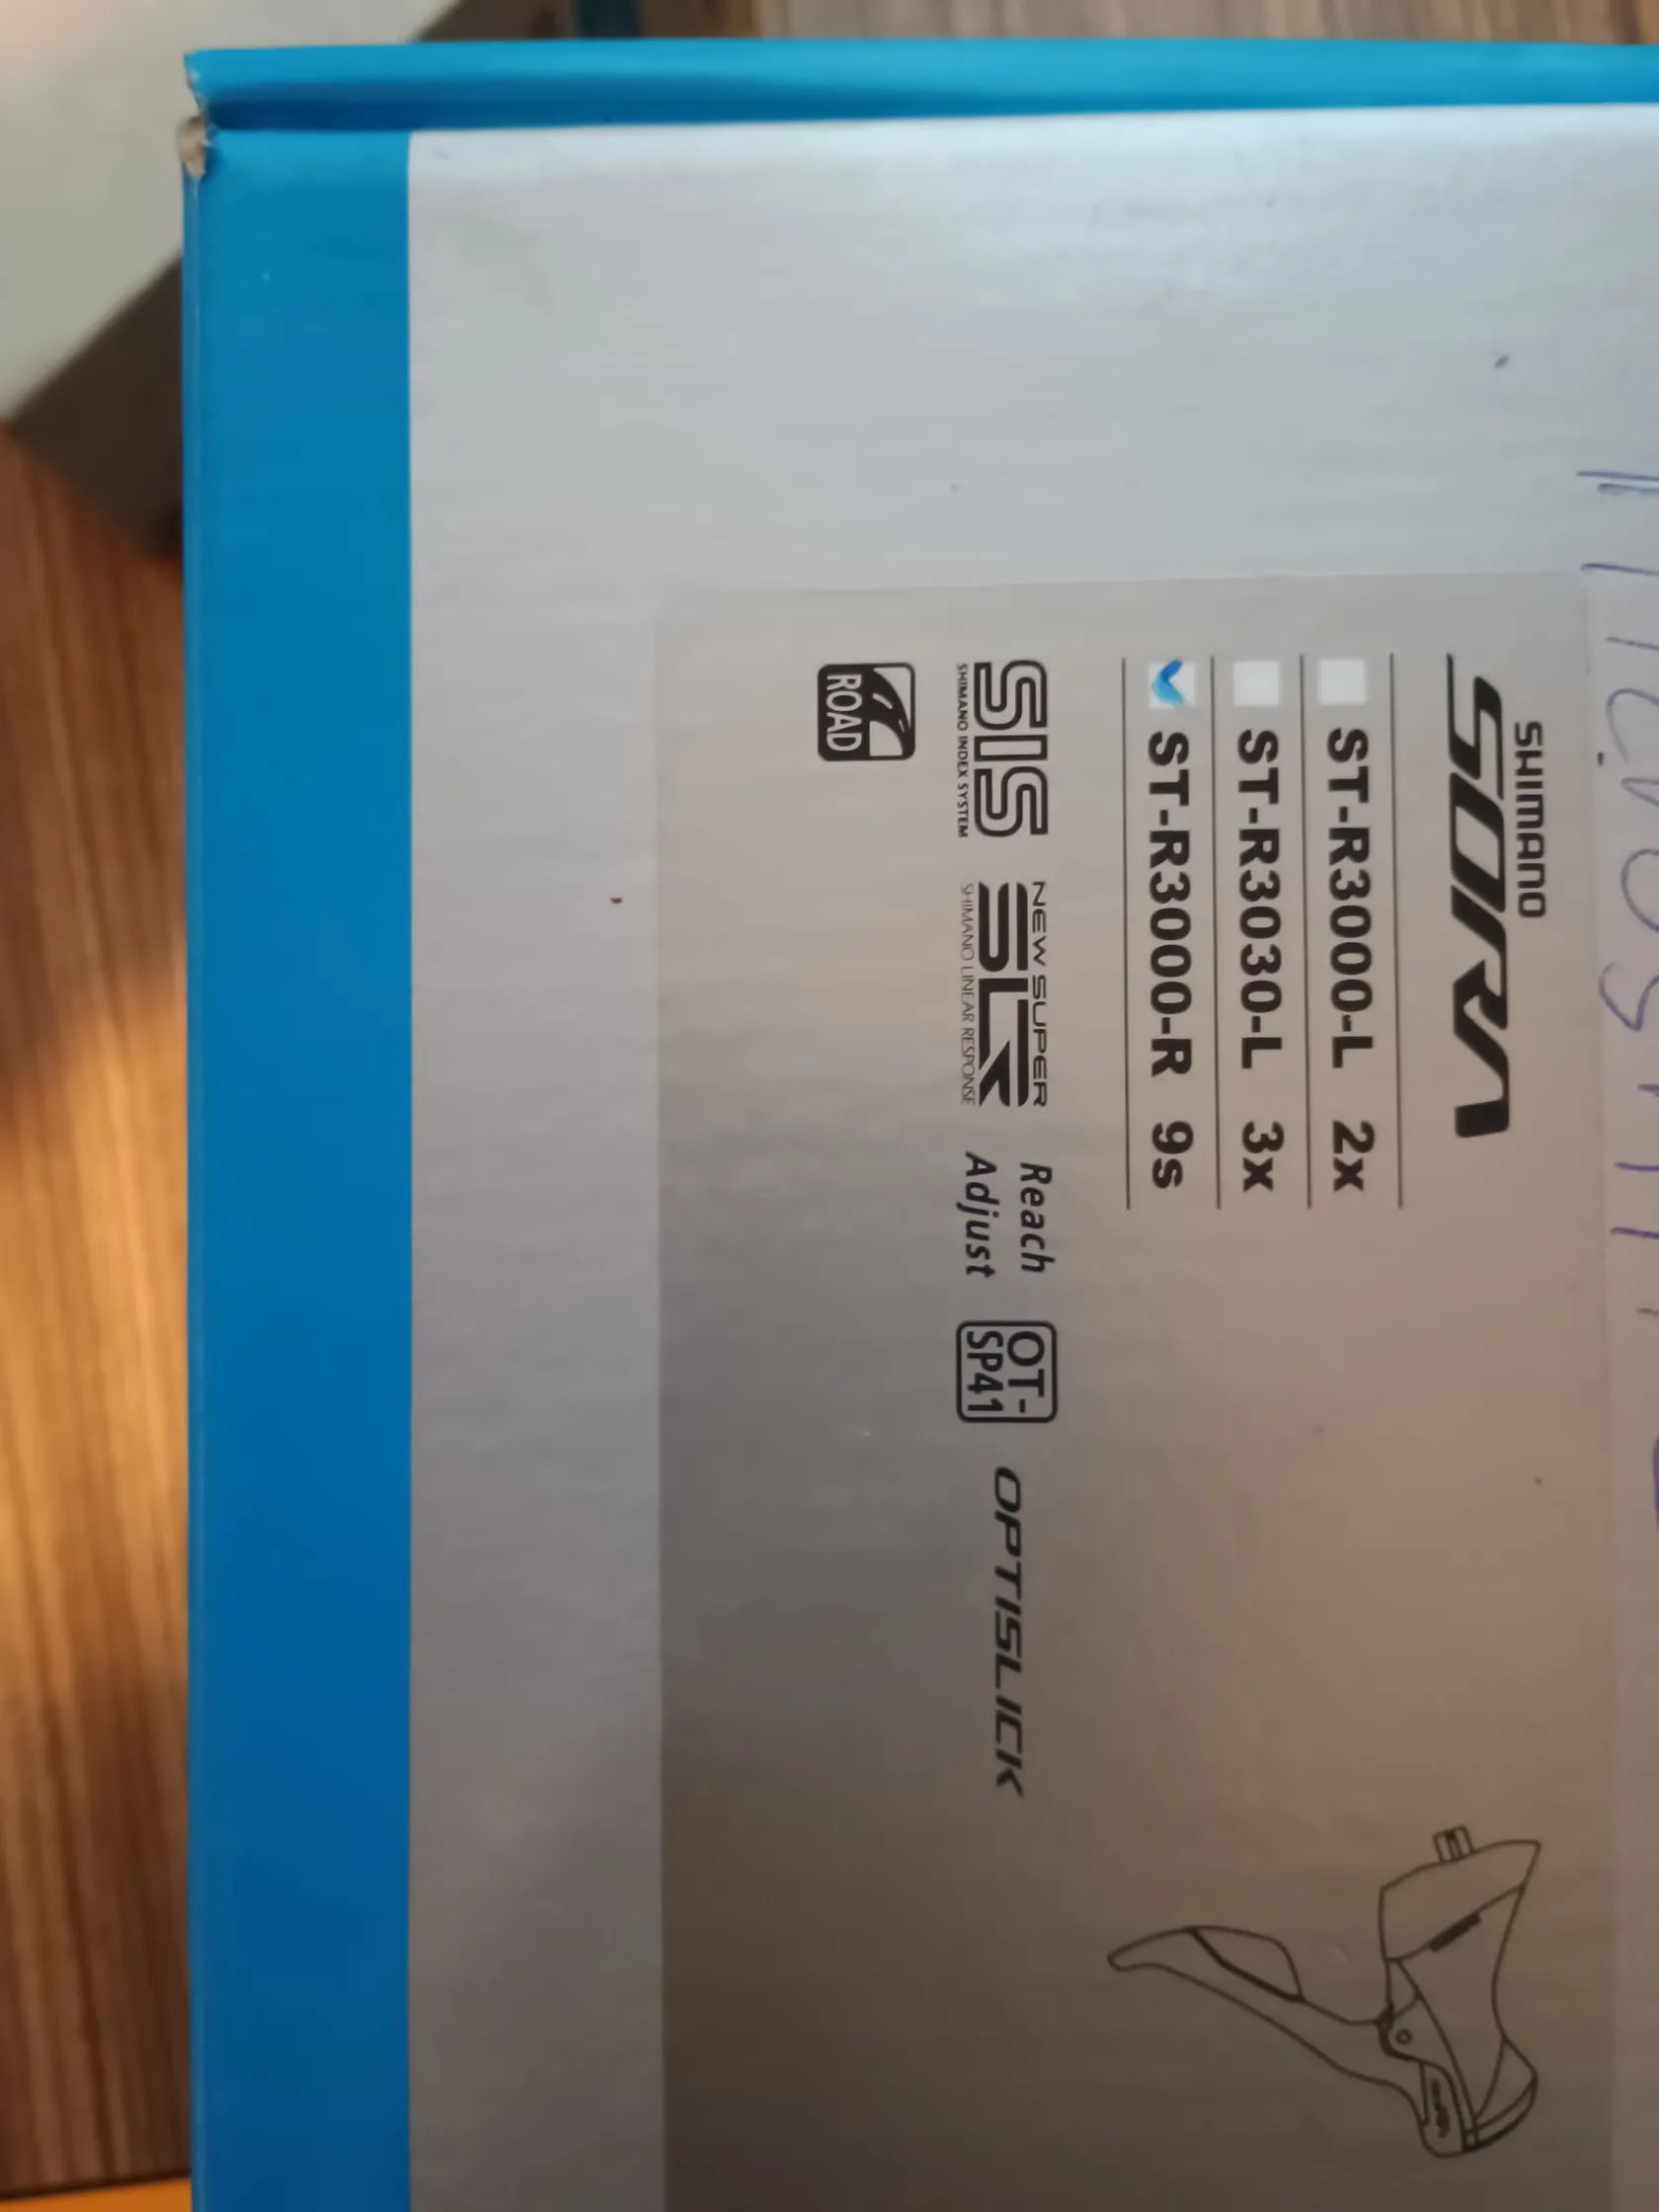 SHIMANO
SORA
ST-R3000-L 2x
ST-R3030-L 3x
ST-R3000-R 9s
SIS
SHIMANO INDEX SYSTEM
NEW SUPER
SLR
SHIMANO LINEAR RESPONSE
Reach
Adjust
OT-
SP41
OPTISLICK
ROAD